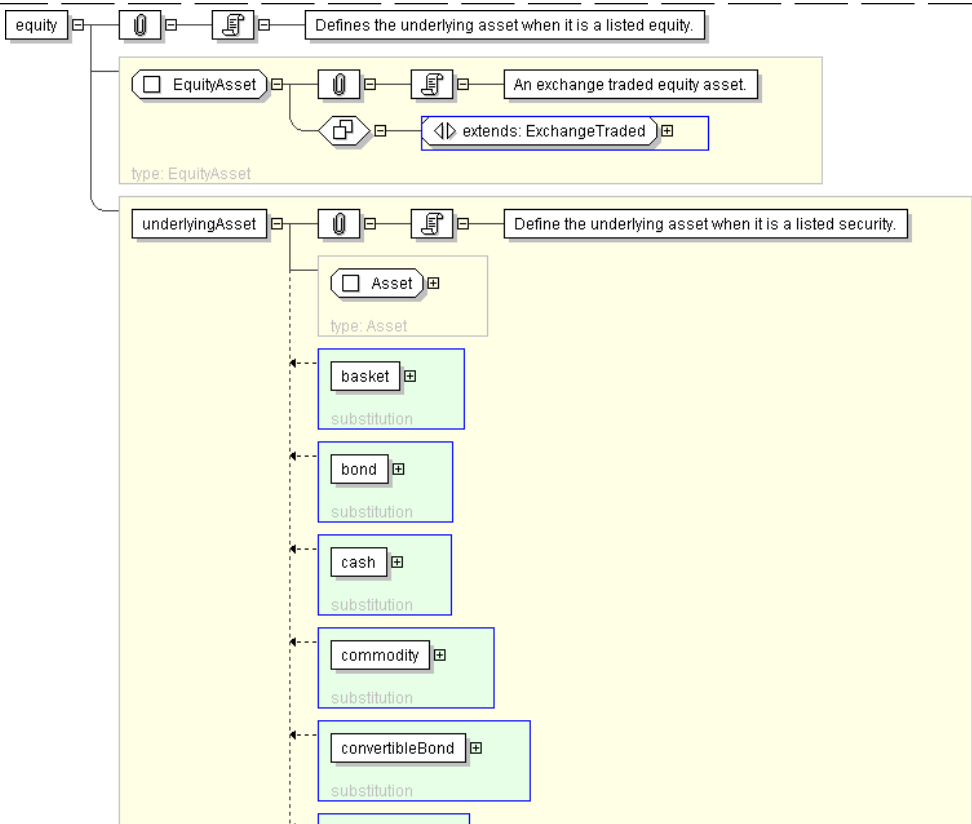 equity
Defines the underlying asset when it is a listed equity.
EquityAsset
An exchange traded equity asset.
extends: ExchangeTraded
type: EquityAsset
underlyingAsset
Define the underlying asset when it is a listed security.
Asset
type: Asset
basket
substitution
bond
substitution
cash
substitution
commodity
substitution
convertibleBond
substitution